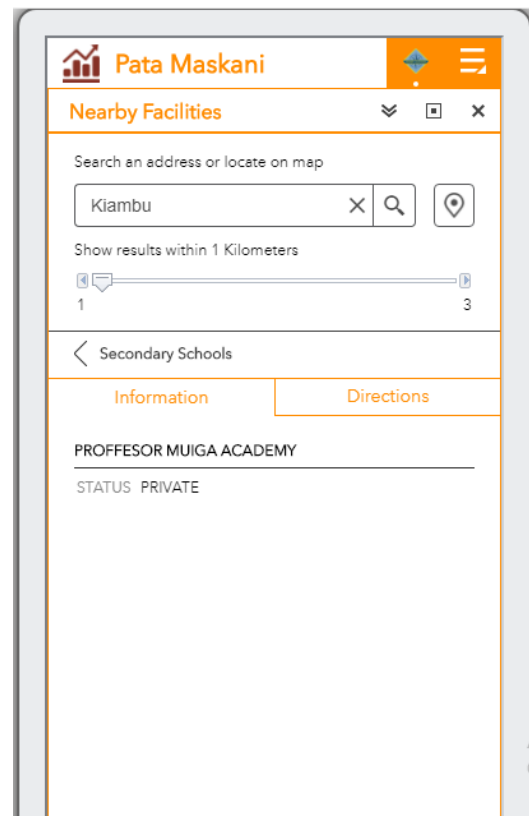 Pata Maskani
Nearby Facilities
Search an address or locate on map
Kiambu
Show results within 1 Kilometers
1 3
Secondary Schools
Information Directions
PROFFESOR MUIGA ACADEMY
STATUS PRIVATE